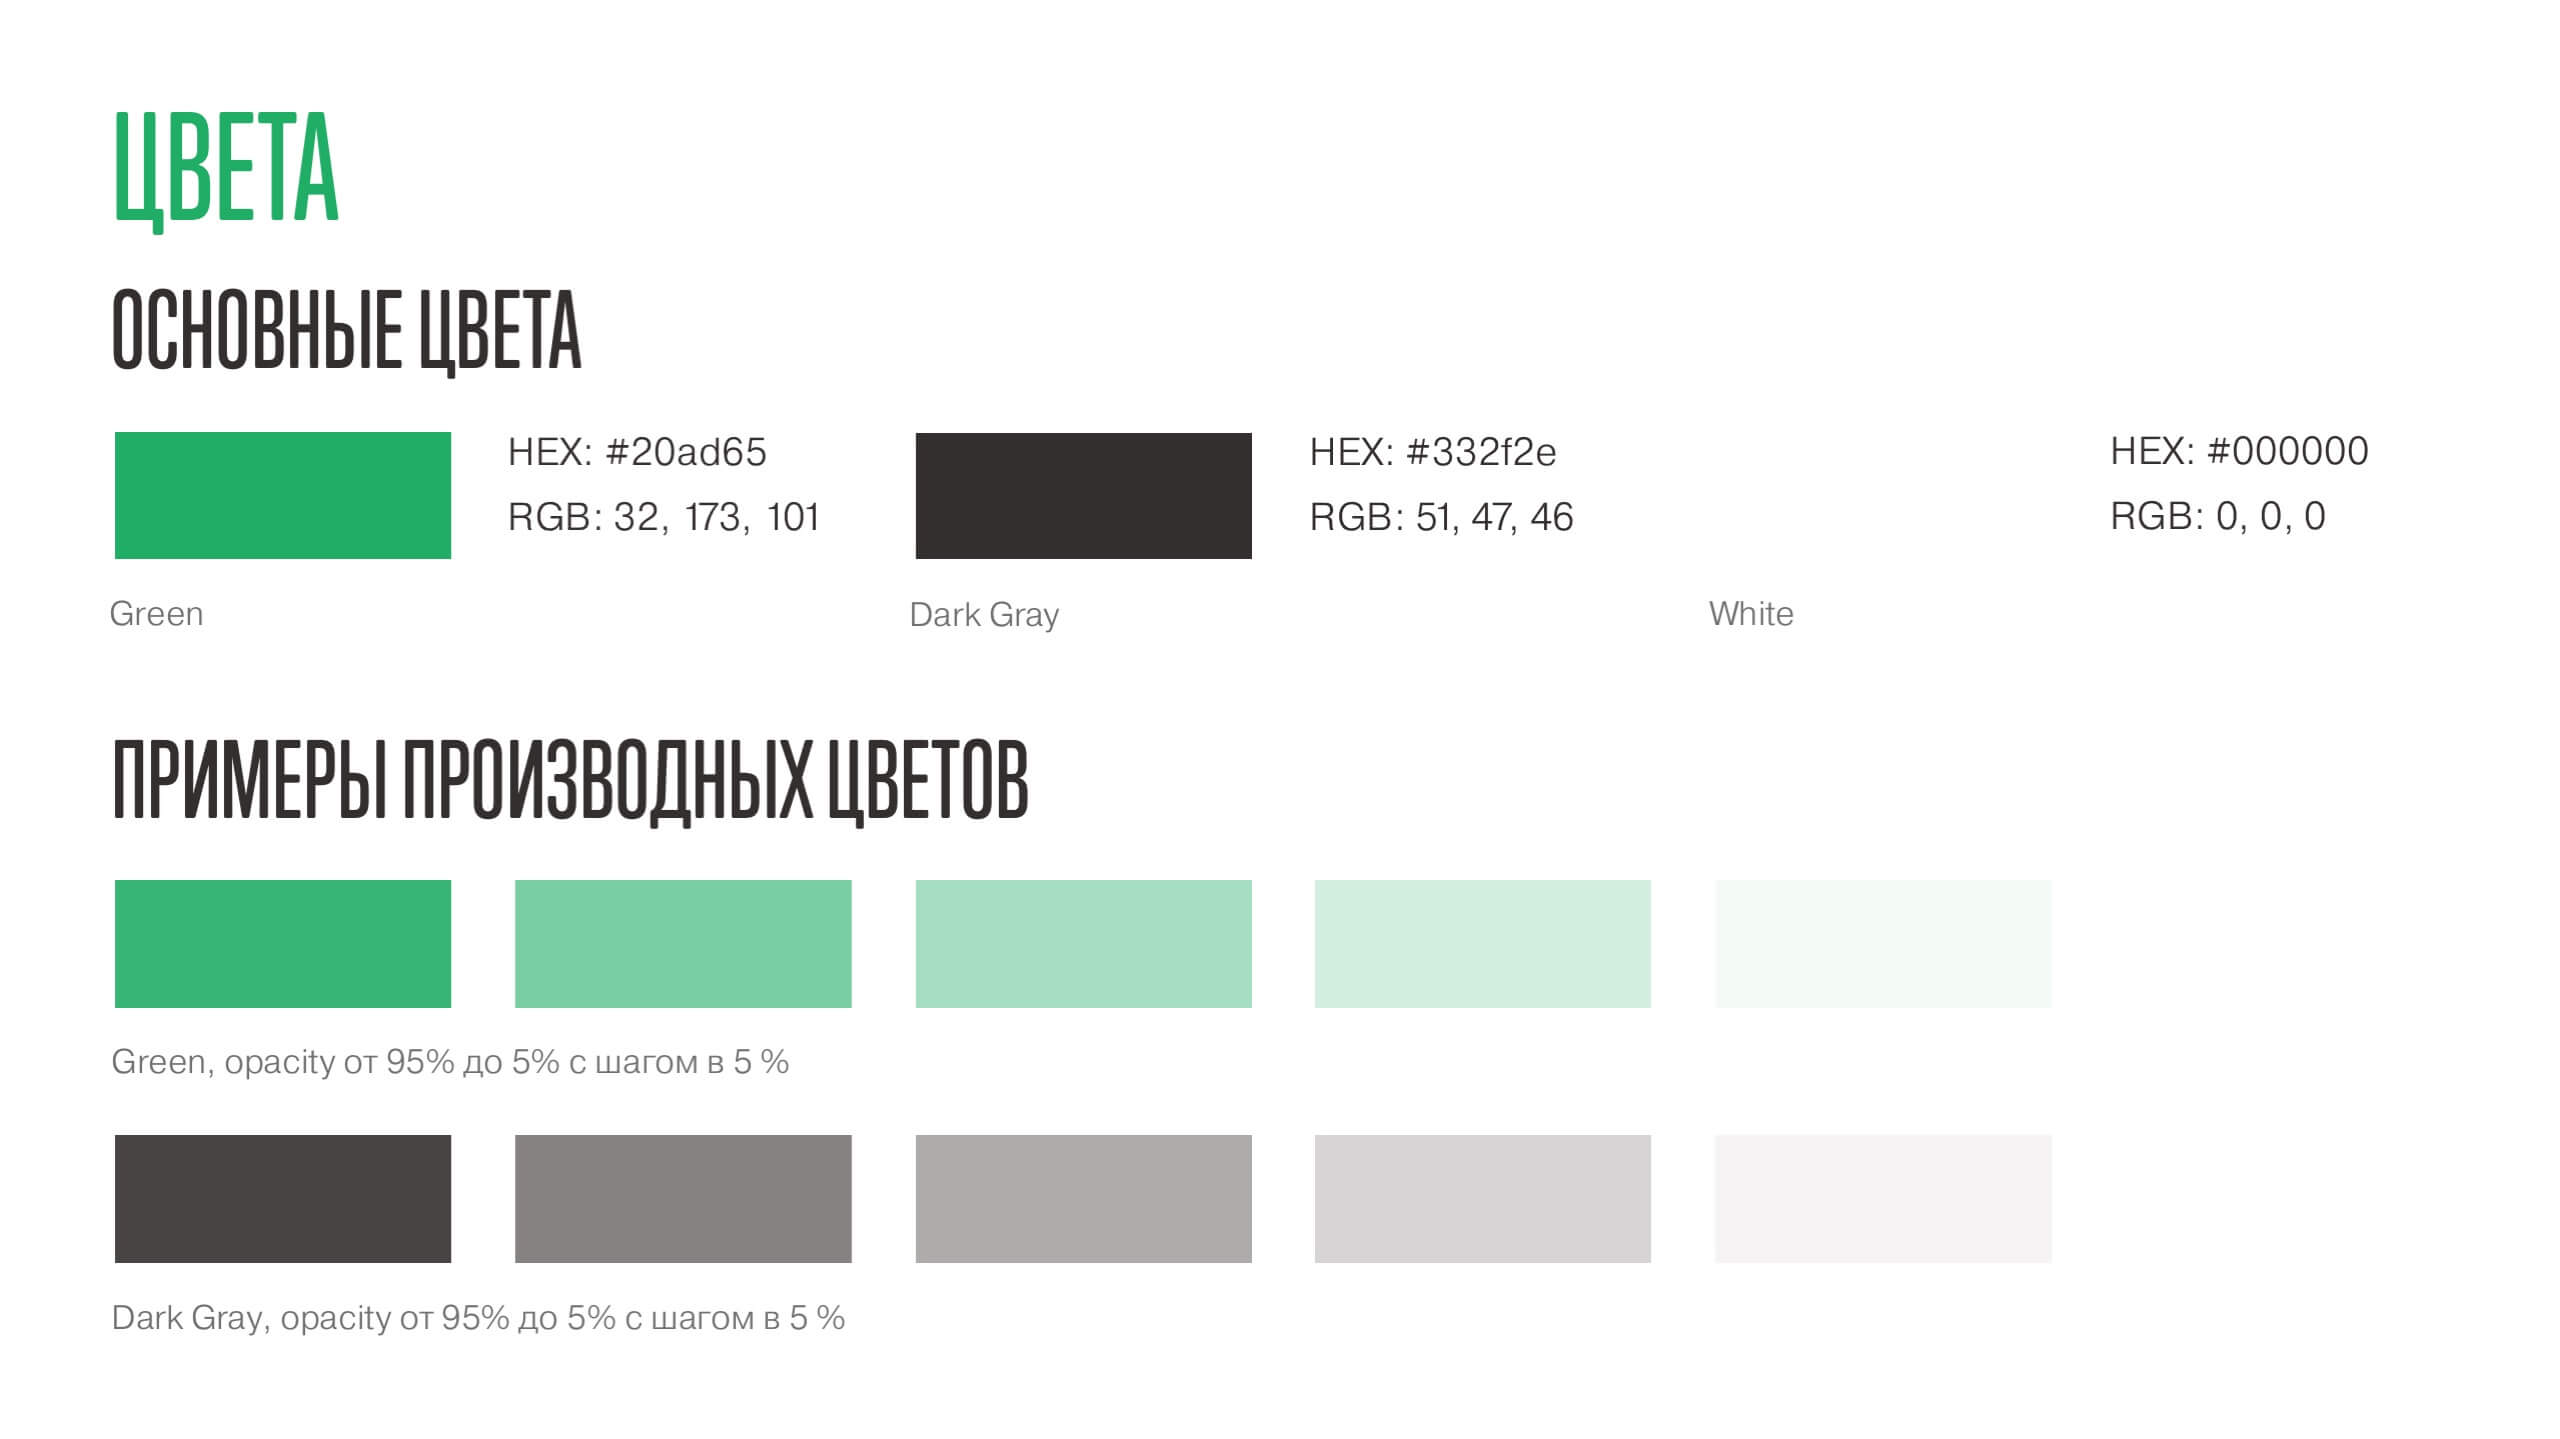 ЦВЕТА
ОСНОВНЫЕ ЦВЕТА
HEX: #20ad65
RGB: 32, 173, 101
Green
HEX: #332f2e
RGB: 51, 47, 46
Dark Gray
HEX: #000000
RGB: 0, 0, 0
White
ПРИМЕРЫ ПРОИЗВОДНЫХ ЦВЕТОВ
Green, opacity от 95% до 5% с шагом в 5 %
Dark Gray, opacity от 95% до 5% с шагом в 5 %